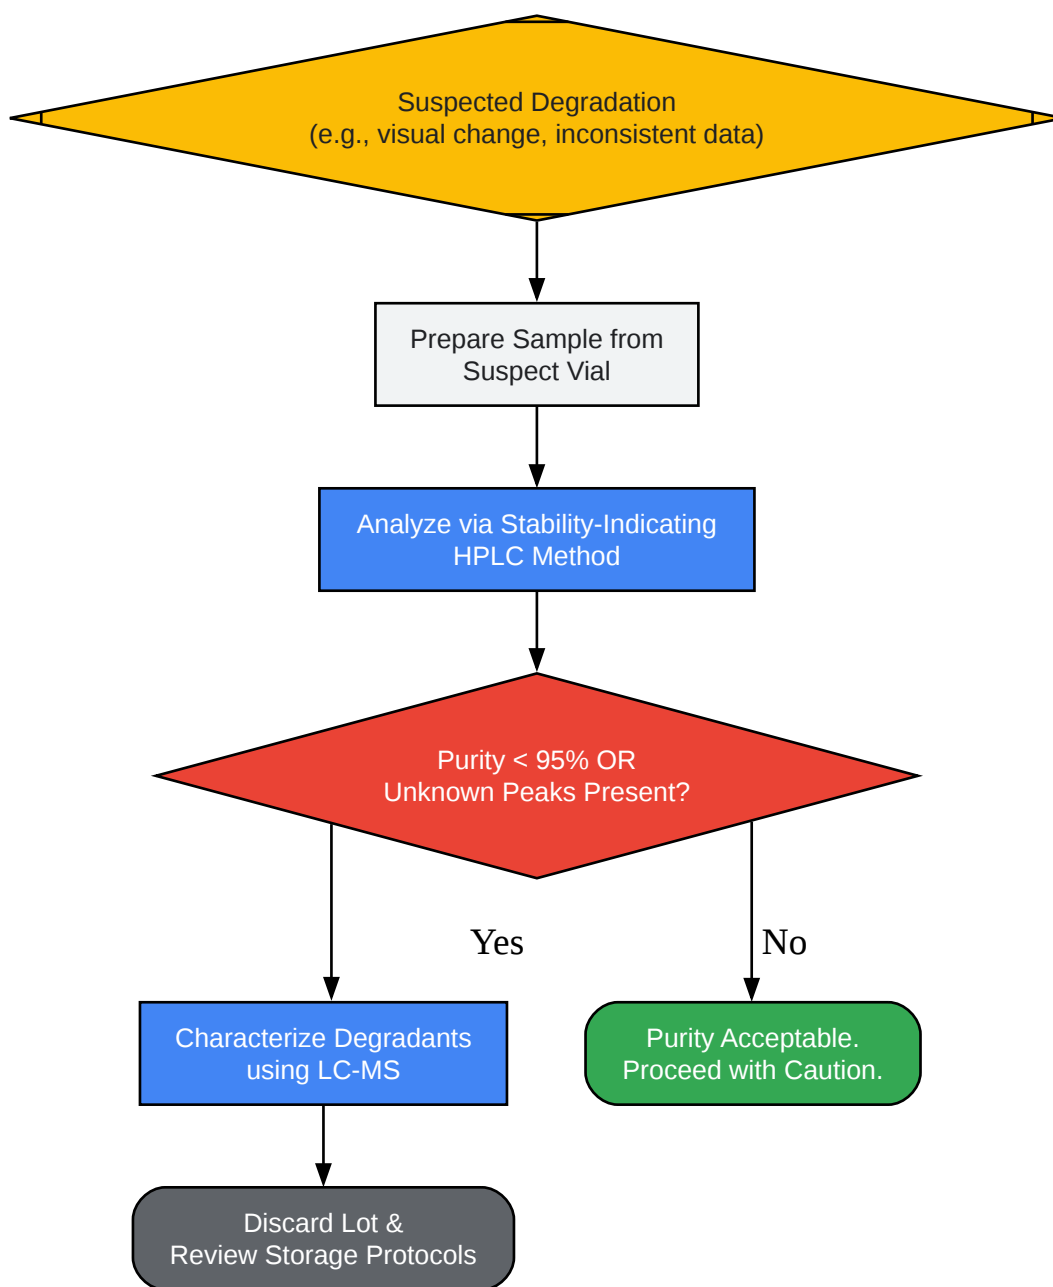 Suspected Degradation
(e.g., visual change, inconsistent data)
Prepare Sample from
Suspect Vial
Analyze via Stability-Indicating
HPLC Method
Purity < 95% OR
Unknown Peaks Present?
Yes
No
Characterize Degradants
using LC-MS
Purity Acceptable.
Proceed with Caution.
Discard Lot &
Review Storage Protocols